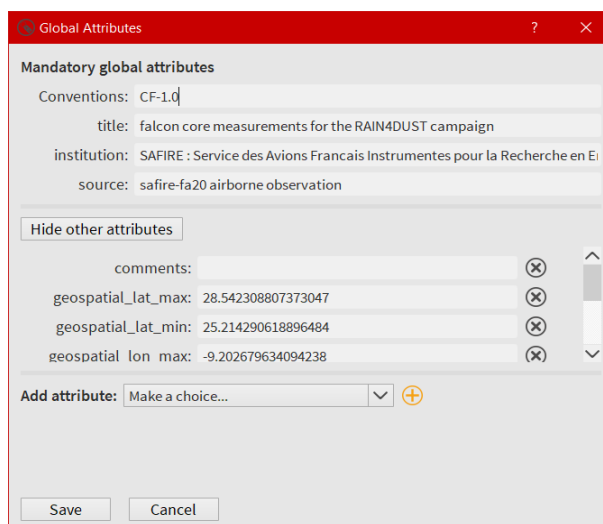 Global Attributes ?
Mandatory global attributes
Conventions: CF-1.0
title: falcon core measurements for the RAIN4DUST campaign
institution: SAFIRE : Service des Avions Francais Instrumentes pour la Recherche en E
source: safire-fa20 airborne observation
Hide other attributes
comments:
geospatial_lat_max: 28.542308807373047
geospatial_lat_min: 25.214290618896484
geospatial_lon_max: -9.202679634094238
Add attribute: Make a choice...
Save Cancel